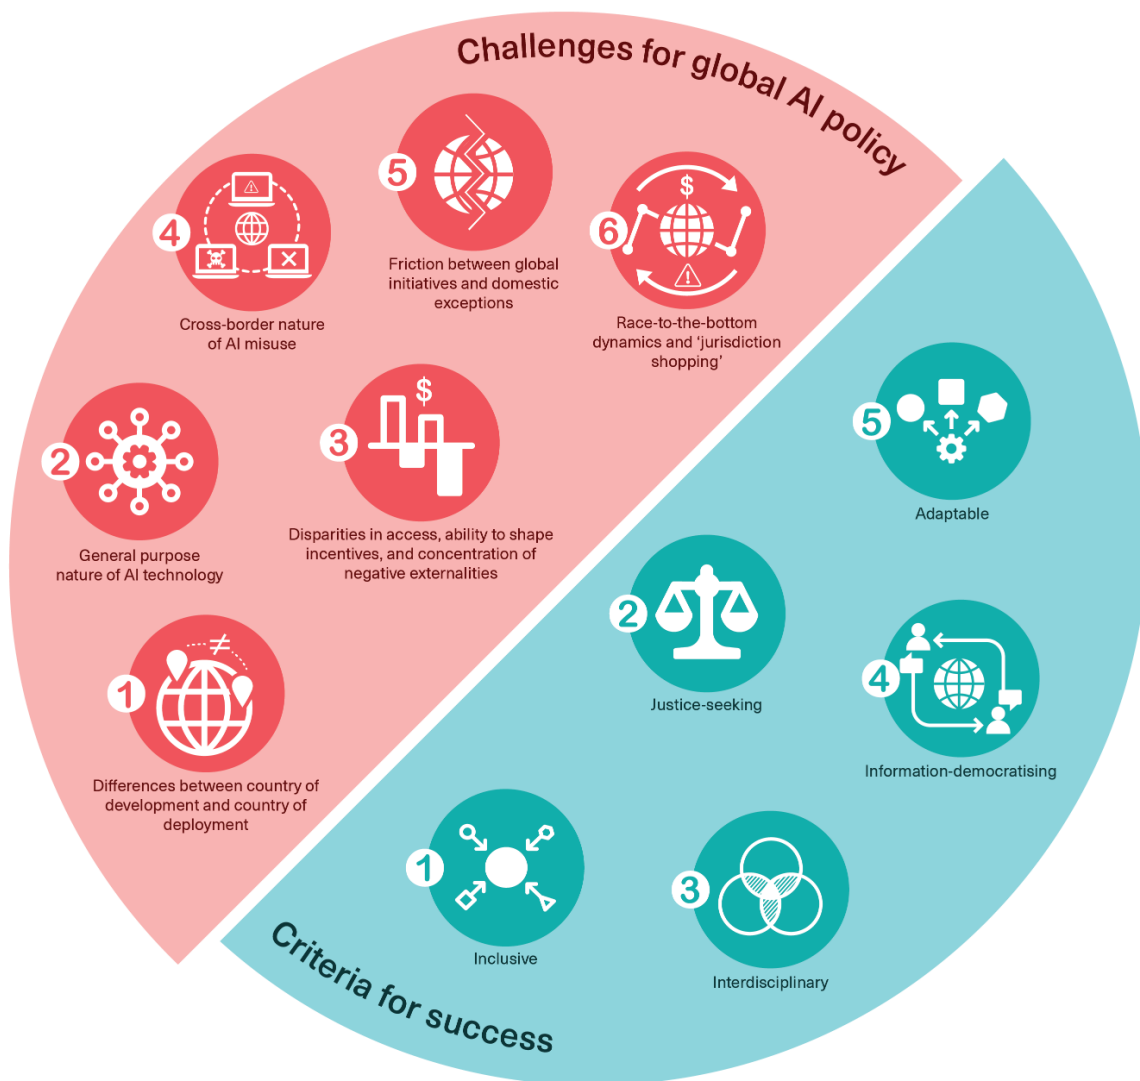 Challenges for global AI policy
5
4
6
$
Friction between global
initiatives and domestic
exceptions
Cross-border nature
of AI misuse
Race-to-the-bottom
dynamics and ‘jurisdiction
shopping’
2
3
$
General purpose
nature of AI technology
Disparities in access, ability to shape
incentives, and concentration of
negative externalities
1
≠
Differences between country of
development and country of
deployment
5
Adaptable
2
Justice-seeking
4
Information-democratising
1
Inclusive
3
Interdisciplinary
Criteria for success